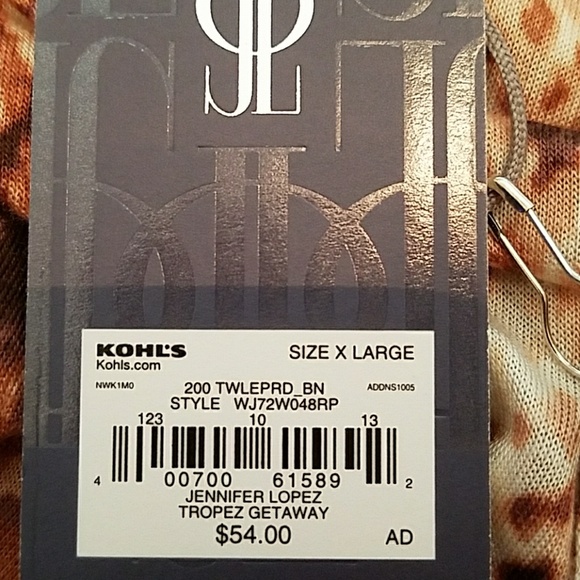 JL
KOHL'S SIZE X LARGE
Kohls.com
NWK1M0 200 TWLEPRD_BN ADDNS1005
STYLE WJ72W048RP
123 10 13
4 00700 61589 2
JENNIFER LOPEZ
TROPEZ GETAWAY
$54.00 AD